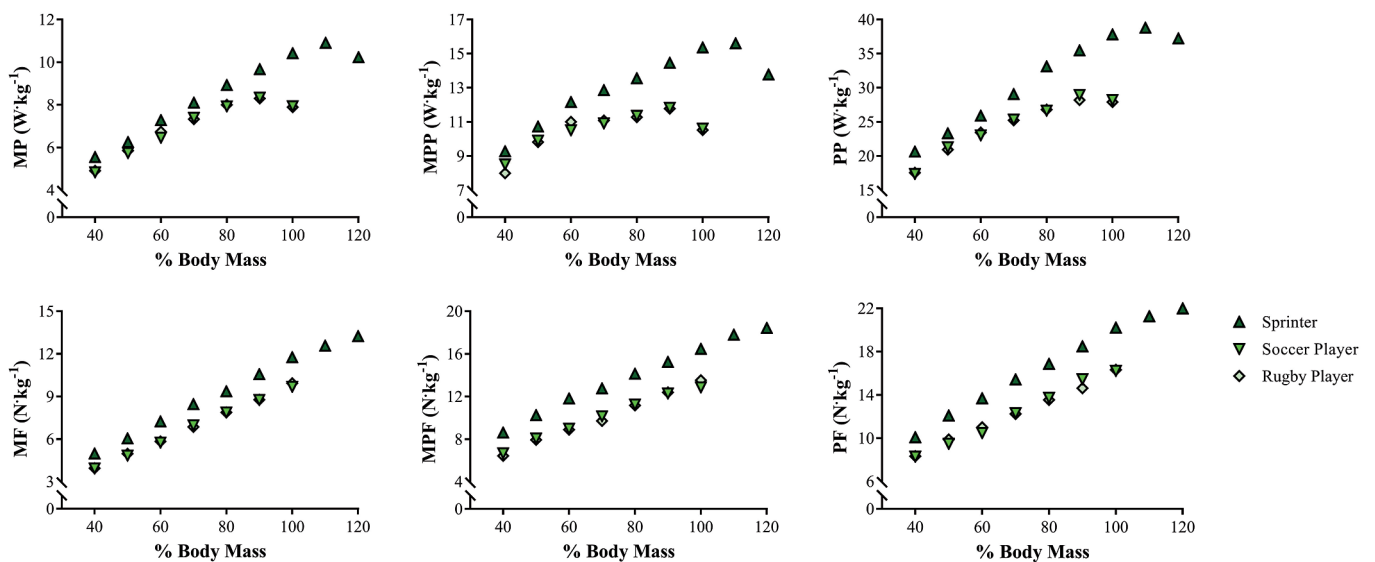 12
10
8
6
4
0
MP (W·kg⁻¹)
40 60 80 100 120
% Body Mass
17
15
13
11
9
7
0
MPP (W·kg⁻¹)
40 60 80 100 120
% Body Mass
40
35
30
25
20
15
0
PP (W·kg⁻¹)
40 60 80 100 120
% Body Mass
15
12
9
6
3
0
MF (N·kg⁻¹)
40 60 80 100 120
% Body Mass
20
16
12
8
4
0
MPF (N·kg⁻¹)
40 60 80 100 120
% Body Mass
22
18
14
10
6
0
PF (N·kg⁻¹)
40 60 80 100 120
% Body Mass
Sprinter
Soccer Player
Rugby Player